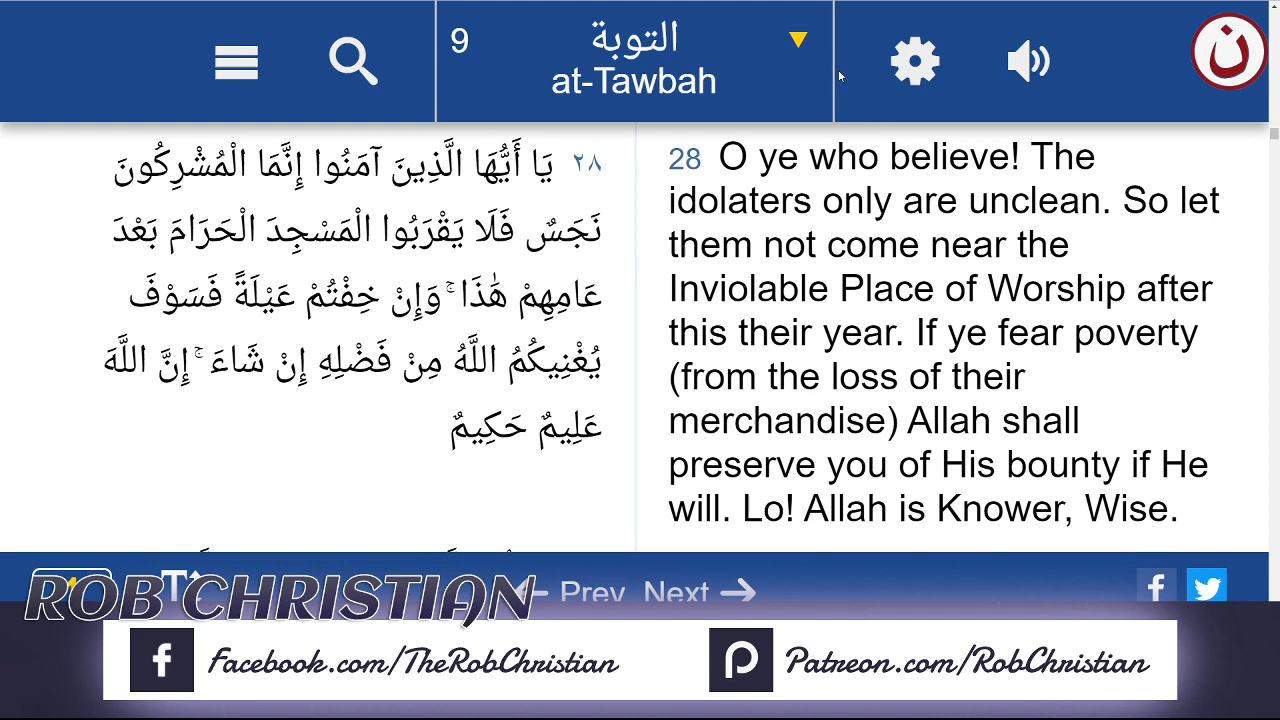 9
التوبة
at-Tawbah
ن
٢٨ يَا أَيُّهَا الَّذِينَ آمَنُوا إِنَّمَا الْمُشْرِكُونَ
نَجَسٌ فَلَا يَقْرَبُوا الْمَسْجِدَ الْحَرَامَ بَعْدَ
عَامِهِمْ هَٰذَا ۚ وَإِنْ خِفْتُمْ عَيْلَةً فَسَوْفَ
يُغْنِيكُمُ اللَّهُ مِنْ فَضْلِهِ إِنْ شَاءَ ۚ إِنَّ اللَّهَ
عَلِيمٌ حَكِيمٌ
28 O ye who believe! The
idolaters only are unclean. So let
them not come near the
Inviolable Place of Worship after
this their year. If ye fear poverty
(from the loss of their
merchandise) Allah shall
preserve you of His bounty if He
will. Lo! Allah is Knower, Wise.
Prev Next
ROB CHRISTIAN
Facebook.com/TheRobChristian
Patreon.com/RobChristian